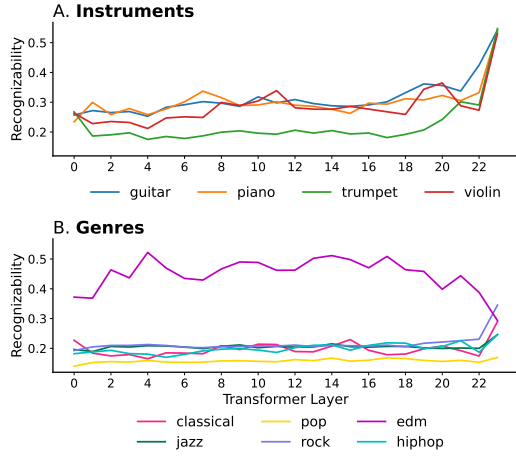 A. Instruments
Recognizability
0.5
0.4
0.3
0.2
0 2 4 6 8 10 12 14 16 18 20 22
guitar piano trumpet violin
B. Genres
Recognizability
0.5
0.4
0.3
0.2
0 2 4 6 8 10 12 14 16 18 20 22
Transformer Layer
classical pop edm
jazz rock hiphop